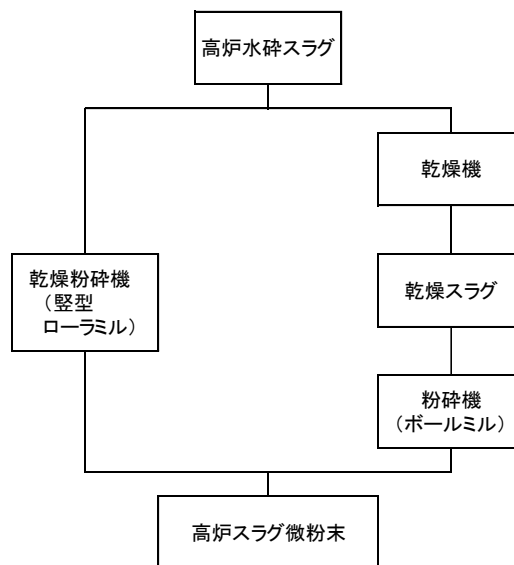 高炉水砕スラグ
乾燥機
乾燥粉砕機
（竪型
ローラミル）
乾燥スラグ
粉砕機
（ボールミル）
高炉スラグ微粉末